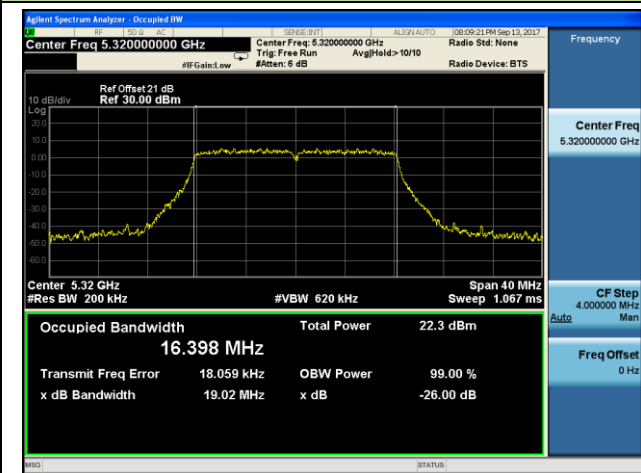 Agilent Spectrum Analyzer - Occupied BW
RF 50 Ω AC SENSE:INT ALIGN AUTO 08:09:21 PM Sep 13, 2017
Center Freq 5.320000000 GHz
Center Freq: 5.320000000 GHz
Radio Std: None
Trig: Free Run Avg|Hold:>10/10
#IFGain:Low #Atten: 6 dB Radio Device: BTS
Frequency
Ref Offset 21 dB
10 dB/div Ref 30.00 dBm
Log
20.0
10.0
0.00
-10.0
-20.0
-30.0
-40.0
-50.0
-60.0
Center Freq
5.320000000 GHz
Center 5.32 GHz Span 40 MHz
#Res BW 200 kHz #VBW 620 kHz Sweep 1.067 ms
CF Step
4.000000 MHz
Auto Man
Freq Offset
0 Hz
Occupied Bandwidth Total Power 22.3 dBm
16.398 MHz
Transmit Freq Error 18.059 kHz OBW Power 99.00 %
x dB Bandwidth 19.02 MHz x dB -26.00 dB
MSG STATUS